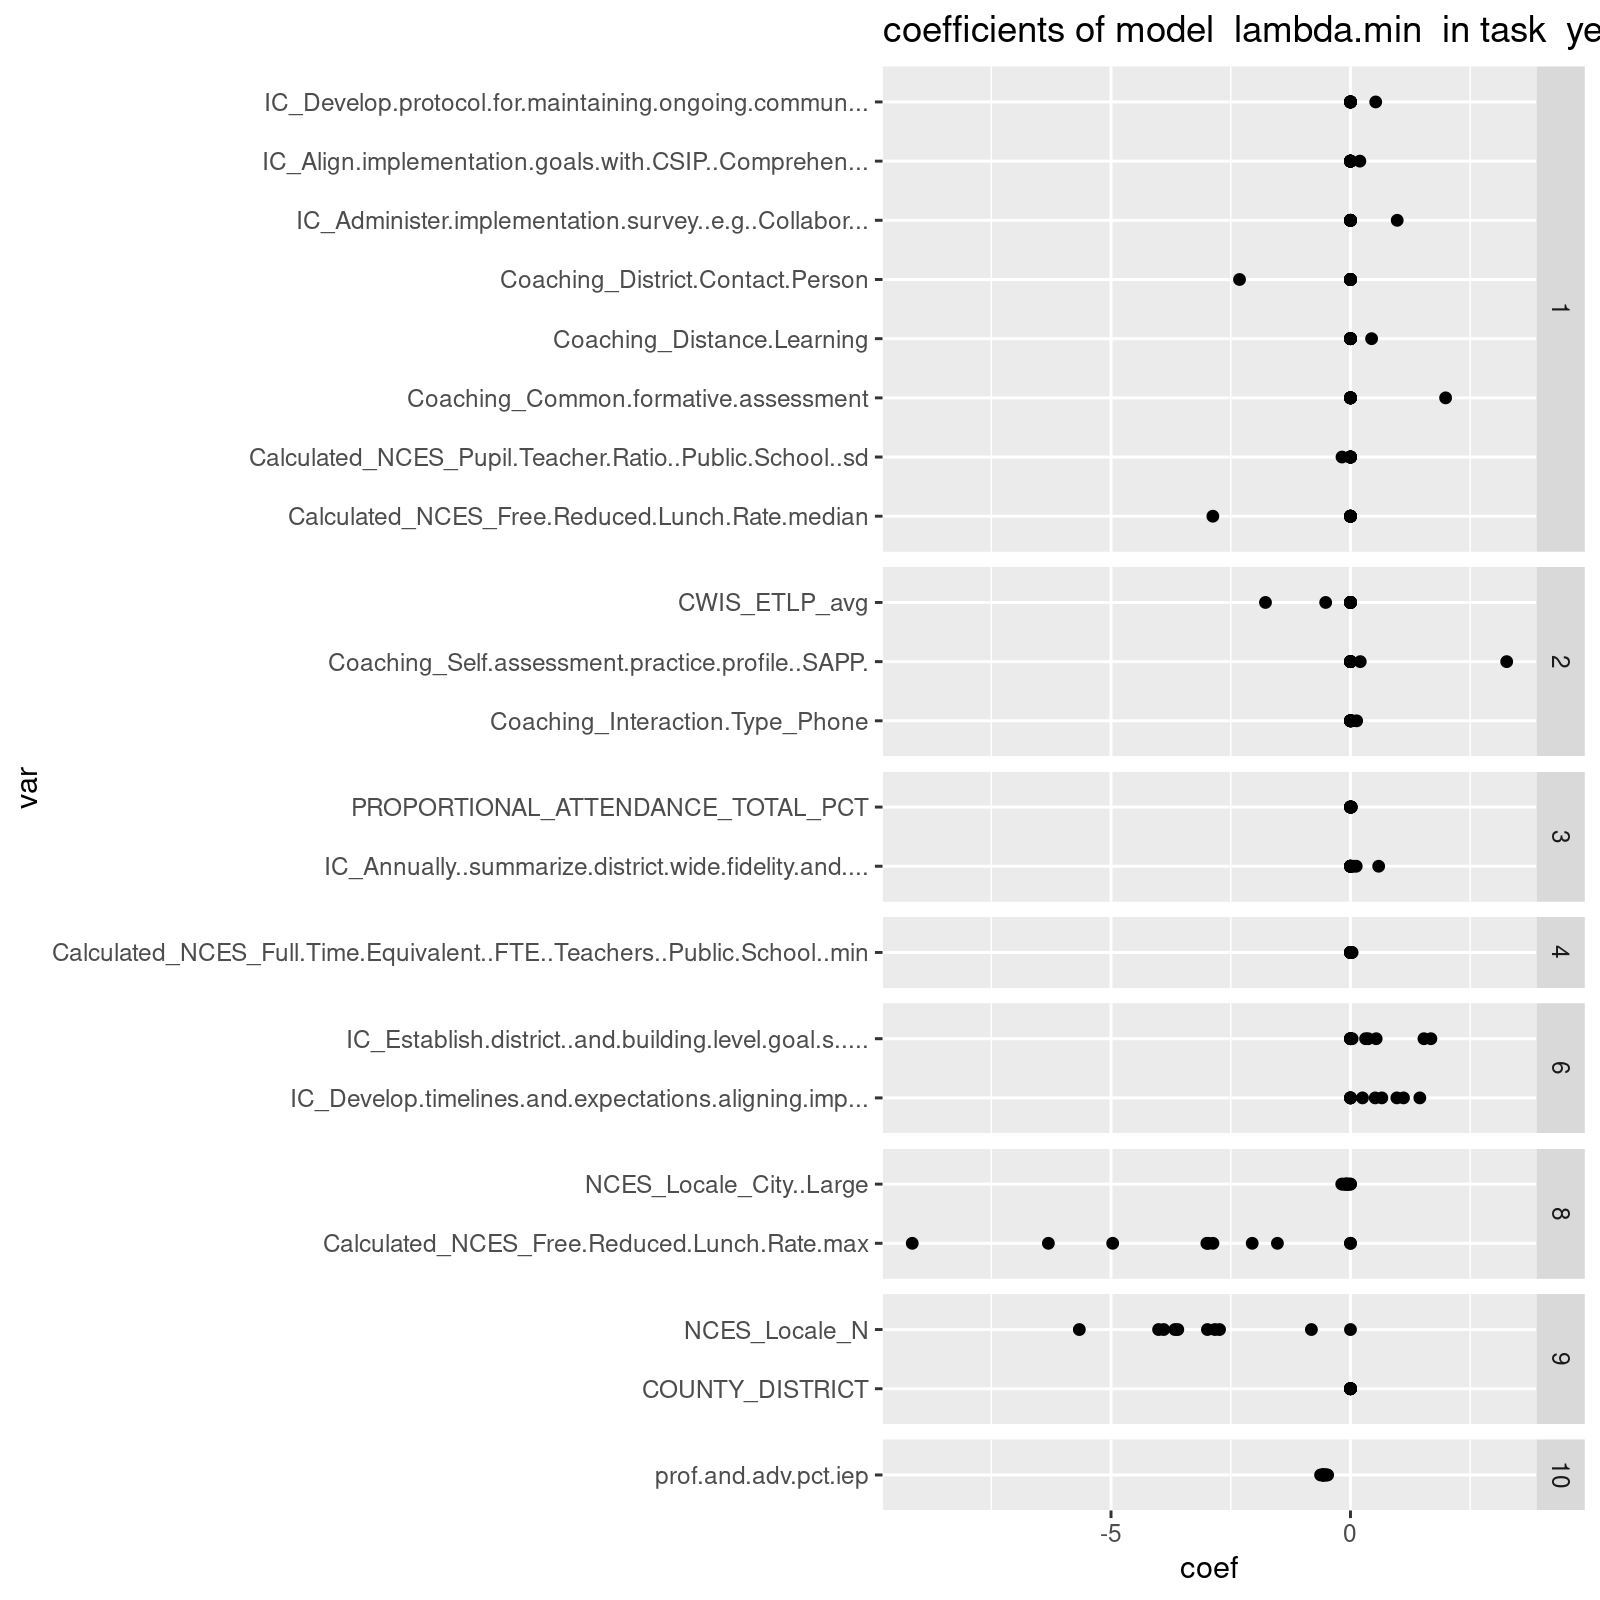 coefficients of model lambda.min in task ye
IC_Develop.protocol.for.maintaining.ongoing.commun...
IC_Align.implementation.goals.with.CSIP..Comprehen...
IC_Administer.implementation.survey..e.g..Collabor...
Coaching_District.Contact.Person
Coaching_Distance.Learning
Coaching_Common.formative.assessment
Calculated_NCES_Pupil.Teacher.Ratio..Public.School..sd
Calculated_NCES_Free.Reduced.Lunch.Rate.median
1
CWIS_ETLP_avg
Coaching_Self.assessment.practice.profile..SAPP.
Coaching_Interaction.Type_Phone
2
PROPORTIONAL_ATTENDANCE_TOTAL_PCT
IC_Annually..summarize.district.wide.fidelity.and....
3
Calculated_NCES_Full.Time.Equivalent..FTE..Teachers..Public.School..min
4
IC_Establish.district..and.building.level.goal.s.....
IC_Develop.timelines.and.expectations.aligning.imp...
6
NCES_Locale_City..Large
Calculated_NCES_Free.Reduced.Lunch.Rate.max
8
NCES_Locale_N
COUNTY_DISTRICT
9
prof.and.adv.pct.iep
10
var
-5 0
coef